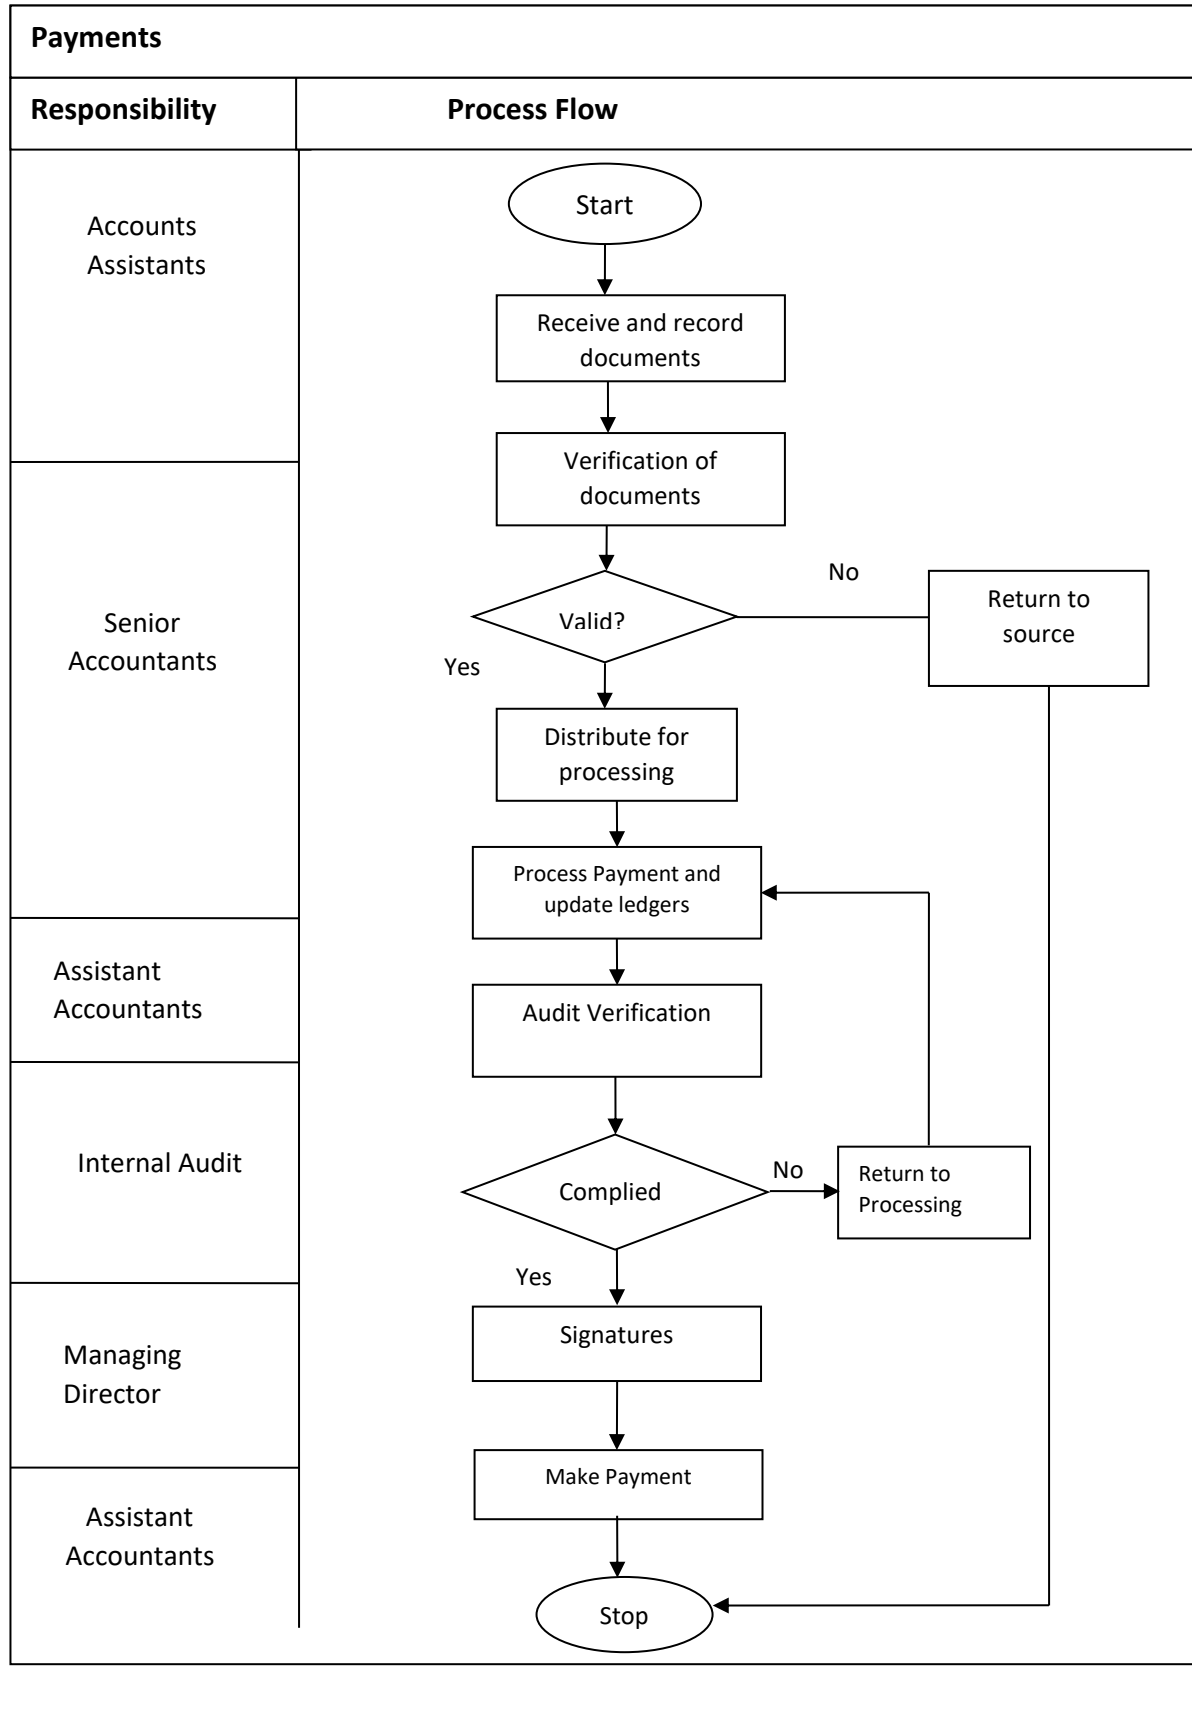 Payments
Responsibility
Process Flow
Accounts
Assistants
Start
Receive and record
documents
Verification of
documents
Senior
Accountants
Valid?
No
Return to
source
Yes
Distribute for
processing
Process Payment and
update ledgers
Assistant
Accountants
Audit Verification
Internal Audit
Complied
No
Return to
Processing
Yes
Signatures
Managing
Director
Make Payment
Assistant
Accountants
Stop